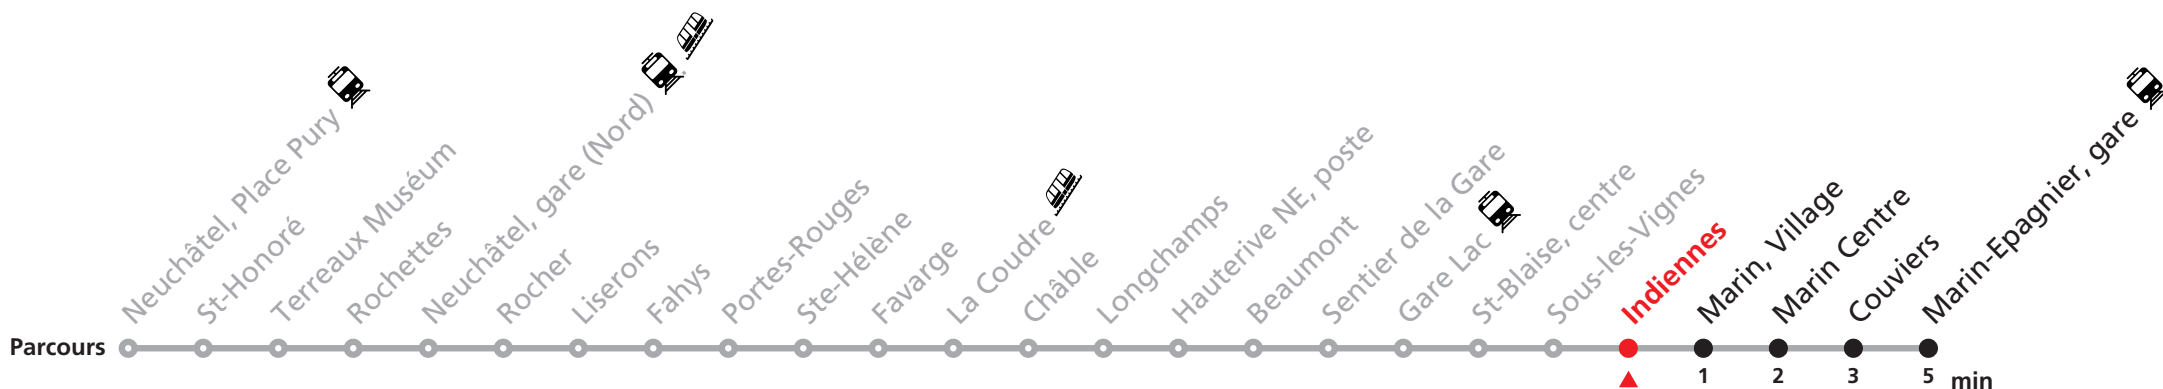 Neuchâtel, Place Pury
St-Honoré
Terreaux Muséum
Rochettes
Neuchâtel, gare (Nord)
Rocher
Liserons
Fahys
Portes-Rouges
Ste-Hélène
Favarge
La Coudre
Châble
Longchamps
Hauterive NE, poste
Beaumont
Sentier de la Gare
Gare Lac
St-Blaise, centre
Sous-les-Vignes
Indiennes
Marin, Village
Marin Centre
Couviers
Marin-Epagnier, gare
Parcours
1 2 3 5 min